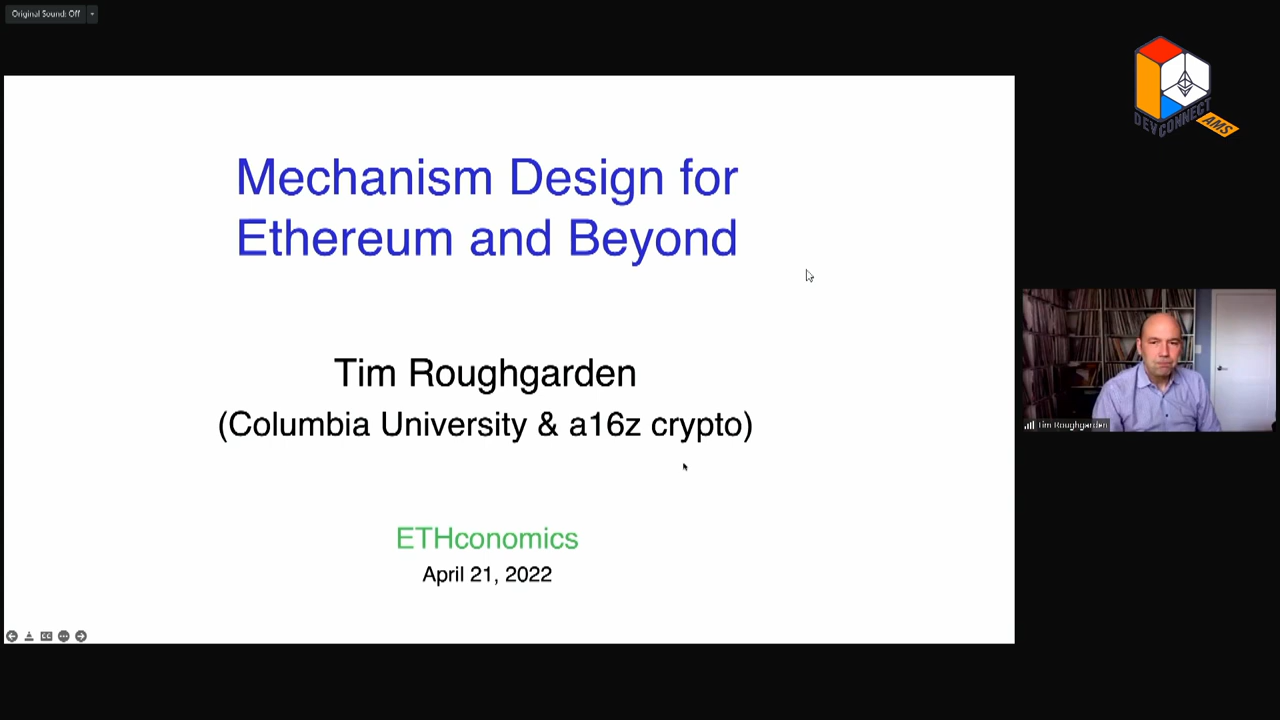 Original Sound: Off
DEVCONNECT
AMS
Mechanism Design for
Ethereum and Beyond
Tim Roughgarden
(Columbia University & a16z crypto)
Tim Roughgarden
ETHconomics
April 21, 2022
CC